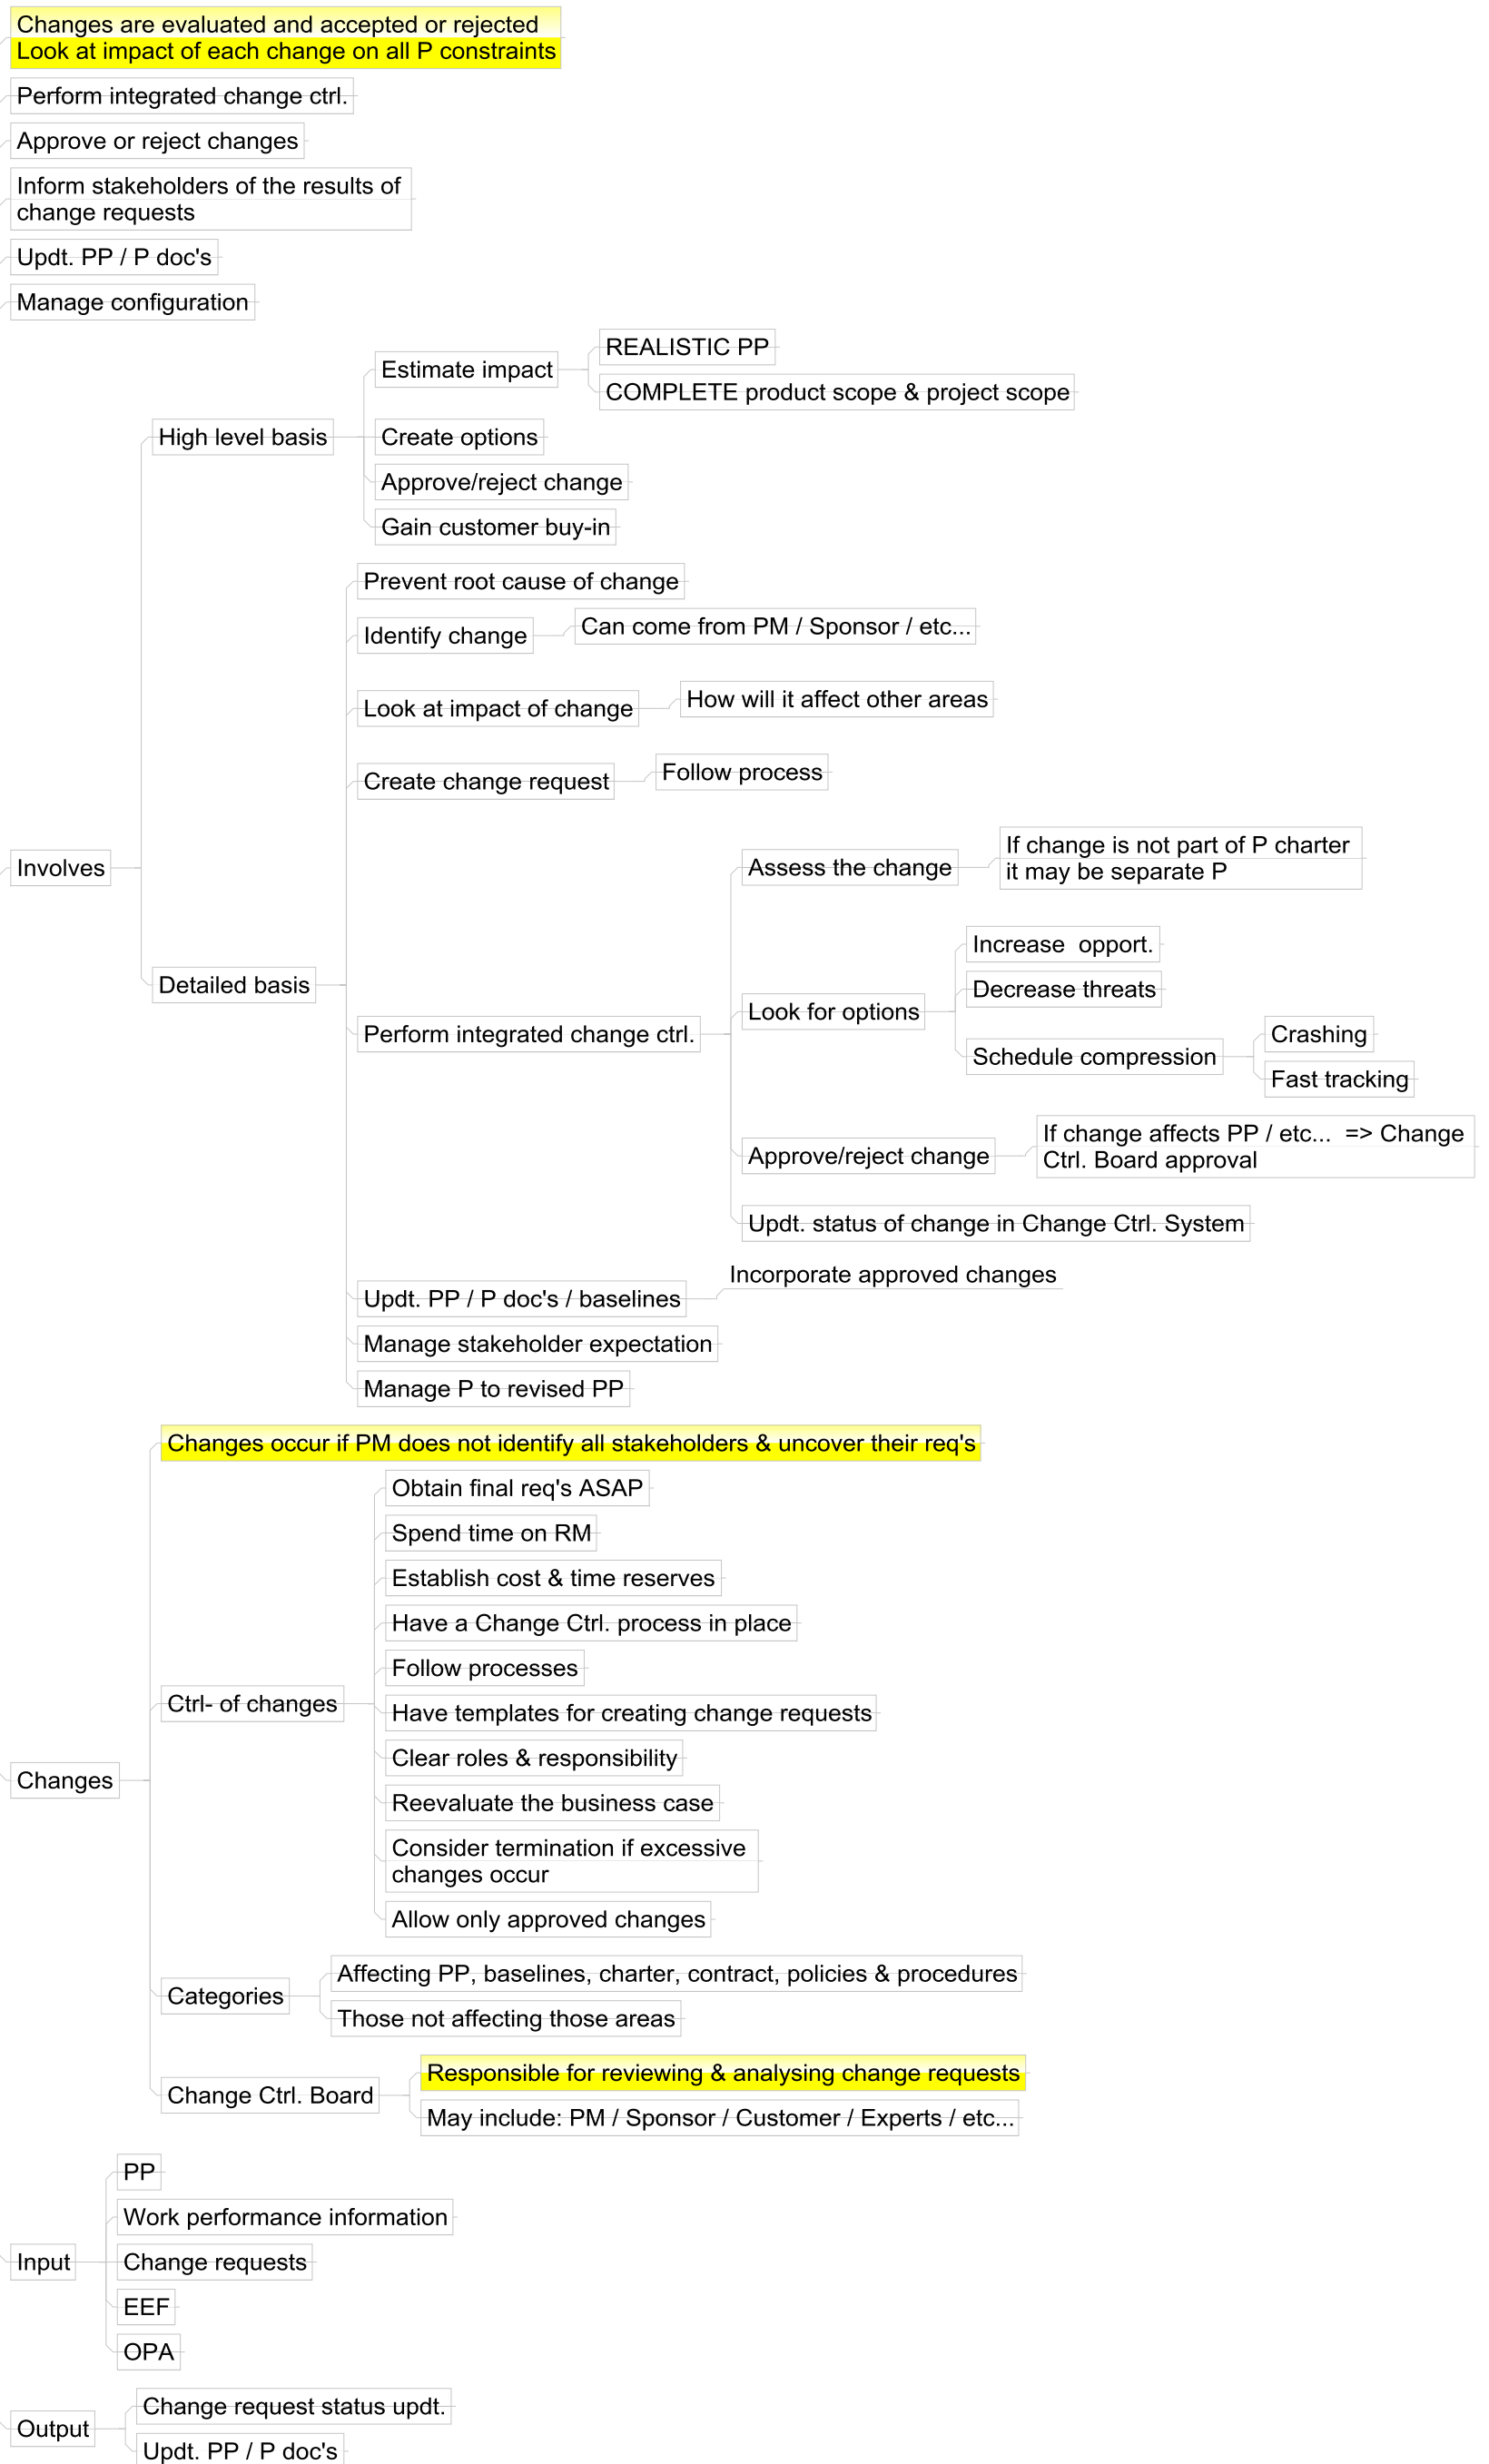 Changes are evaluated and accepted or rejected
Look at impact of each change on all P constraints
Perform integrated change ctrl.
Approve or reject changes
Inform stakeholders of the results of
change requests
Updt. PP / P doc's
Manage configuration
Involves
High level basis
Estimate impact
REALISTIC PP
COMPLETE product scope & project scope
Create options
Approve/reject change
Gain customer buy-in
Detailed basis
Prevent root cause of change
Identify change
Can come from PM / Sponsor / etc...
Look at impact of change
How will it affect other areas
Create change request
Follow process
Perform integrated change ctrl.
Assess the change
If change is not part of P charter
it may be separate P
Look for options
Increase  opport.
Decrease threats
Schedule compression
Crashing
Fast tracking
Approve/reject change
If change affects PP / etc...  => Change
Ctrl. Board approval
Updt. status of change in Change Ctrl. System
Updt. PP / P doc's / baselines
Incorporate approved changes
Manage stakeholder expectation
Manage P to revised PP
Changes
Changes occur if PM does not identify all stakeholders & uncover their req's
Ctrl- of changes
Obtain final req's ASAP
Spend time on RM
Establish cost & time reserves
Have a Change Ctrl. process in place
Follow processes
Have templates for creating change requests
Clear roles & responsibility
Reevaluate the business case
Consider termination if excessive
changes occur
Allow only approved changes
Categories
Affecting PP, baselines, charter, contract, policies & procedures
Those not affecting those areas
Change Ctrl. Board
Responsible for reviewing & analysing change requests
May include: PM / Sponsor / Customer / Experts / etc...
Input
PP
Work performance information
Change requests
EEF
OPA
Output
Change request status updt.
Updt. PP / P doc's